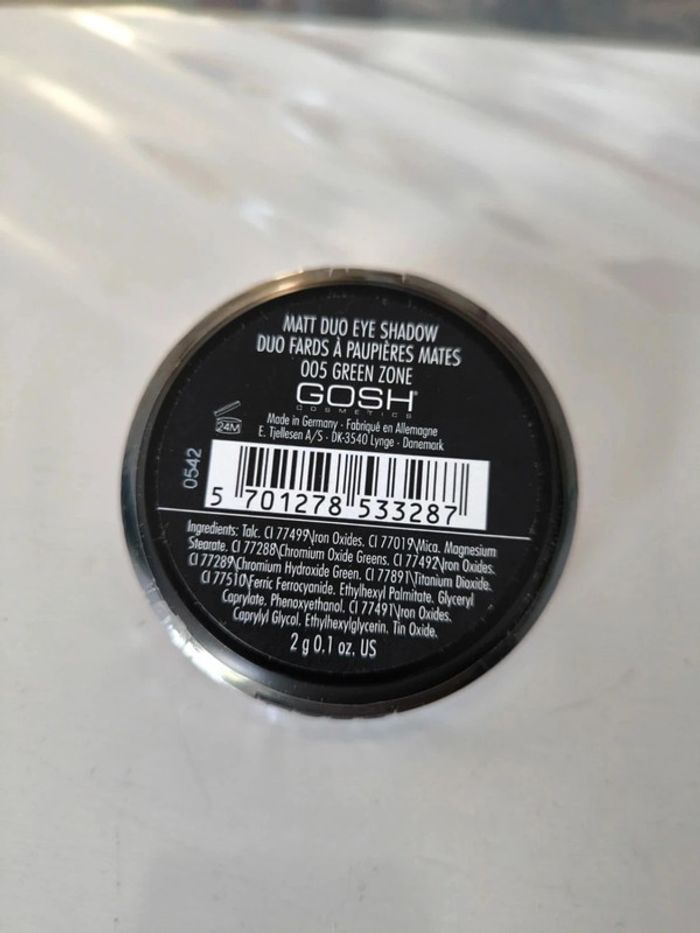 MATT DUO EYE SHADOW
DUO FARDS À PAUPIÈRES MATES
005 GREEN ZONE
GOSH
COSMETICS
24M
Made in Germany · Fabriqué en Allemagne
E. Tjellesen A/S · DK-3540 Lynge · Danemark
0542
5 701278 533287
Ingredients: Talc. CI 77499\Iron Oxides. CI 77019\Mica. Magnesium
Stearate. CI 77288\Chromium Oxide Greens. CI 77492\Iron Oxides.
CI 77289\Chromium Hydroxide Green. CI 77891\Titanium Dioxide.
CI 77510\Ferric Ferrocyanide. Ethylhexyl Palmitate. Glyceryl
Caprylate. Phenoxyethanol. CI 77491\Iron Oxides.
Caprylyl Glycol. Ethylhexylglycerin. Tin Oxide.
2 g 0.1 oz. US